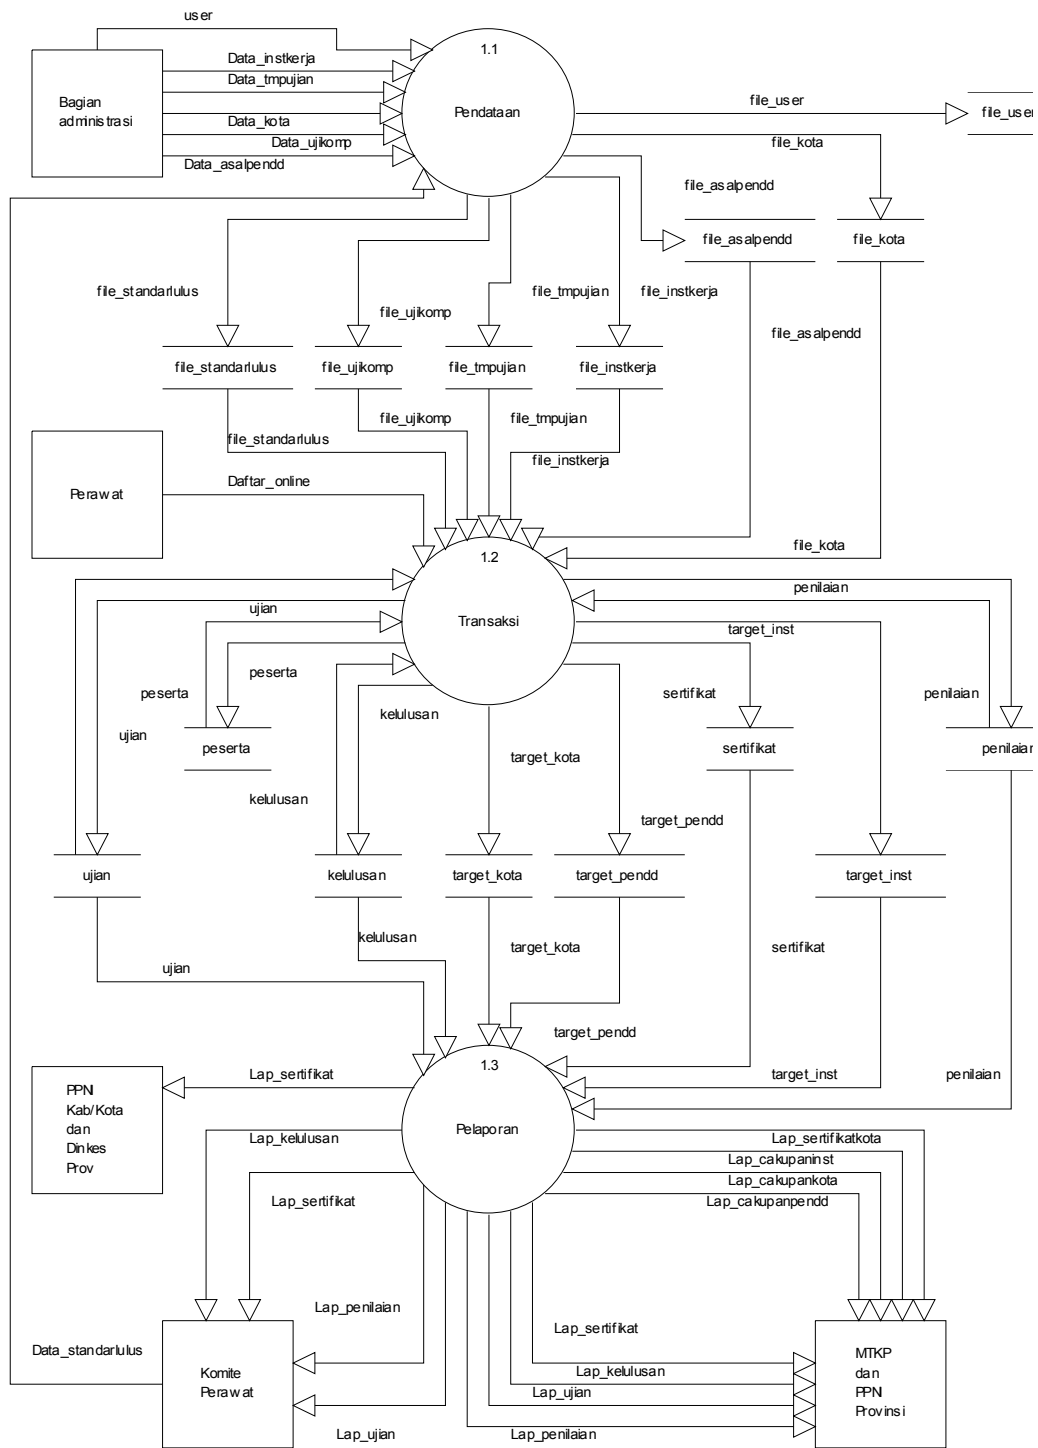 user
1.1
Data_instkerja
Data_tmpujian
Bagian
administrasi
Pendataan
file_user
file_user
Data_kota
Data_ujikomp
Data_asalpendd
file_kota
file_asalpendd
file_asalpendd
file_kota
file_standarlulus
file_ujikomp
file_tmpujian
file_instkerja
file_asalpendd
file_standarlulus
file_ujikomp
file_tmpujian
file_instkerja
file_standarlulus
file_ujikomp
file_tmpujian
file_instkerja
Perawat
Daftar_online
file_kota
1.2
Transaksi
ujian
penilaian
target_inst
peserta
peserta
ujian
peserta
kelulusan
sertifikat
penilaian
sertifikat
penilaian
target_kota
kelulusan
target_pendd
ujian
kelulusan
target_kota
target_pendd
target_inst
kelulusan
target_kota
sertifikat
ujian
target_pendd
1.3
Lap_sertifikat
target_inst
penilaian
PPNI
Kab/Kota
dan
Dinkes
Prov
Pelaporan
Lap_kelulusan
Lap_sertifikatkota
Lap_cakupaninst
Lap_cakupankota
Lap_cakupanpendd
Lap_sertifikat
Lap_penilaian
Lap_sertifikat
Data_standarlulus
Komite
Perawat
Lap_kelulusan
Lap_ujian
Lap_ujian
Lap_penilaian
MTKP
dan
PPNI
Provinsi